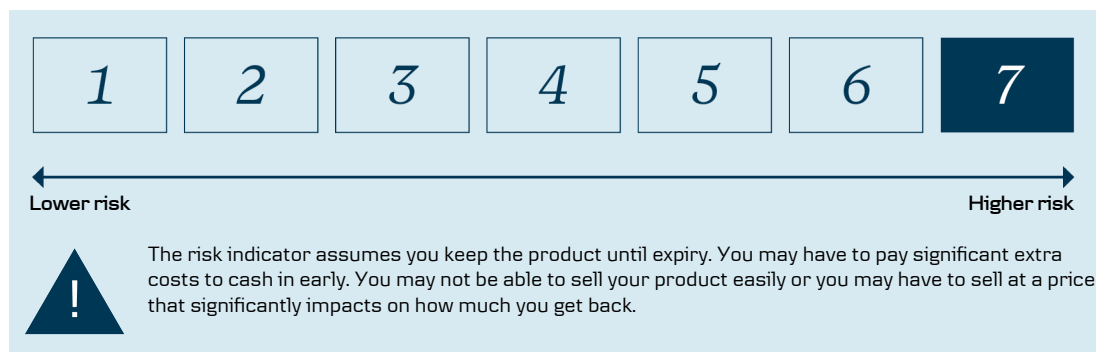 1 2 3 4 5 6 7
Lower risk Higher risk
The risk indicator assumes you keep the product until expiry. You may have to pay significant extra
costs to cash in early. You may not be able to sell your product easily or you may have to sell at a price
that significantly impacts on how much you get back.
!